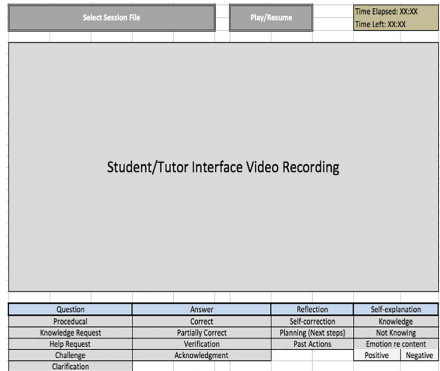 Select Session File
Play/Resume
Time Elapsed: XX:XX
Time Left: XX:XX
Student/Tutor Interface Video Recording
Question Answer Reflection Self-explanation
Proceducal Correct Self-correction Knowledge
Knowledge Request Partially Correct Planning (Next steps) Not Knowing
Help Request Verification Past Actions Emotion re content
Challenge Acknowledgment Positive Negative
Clarification